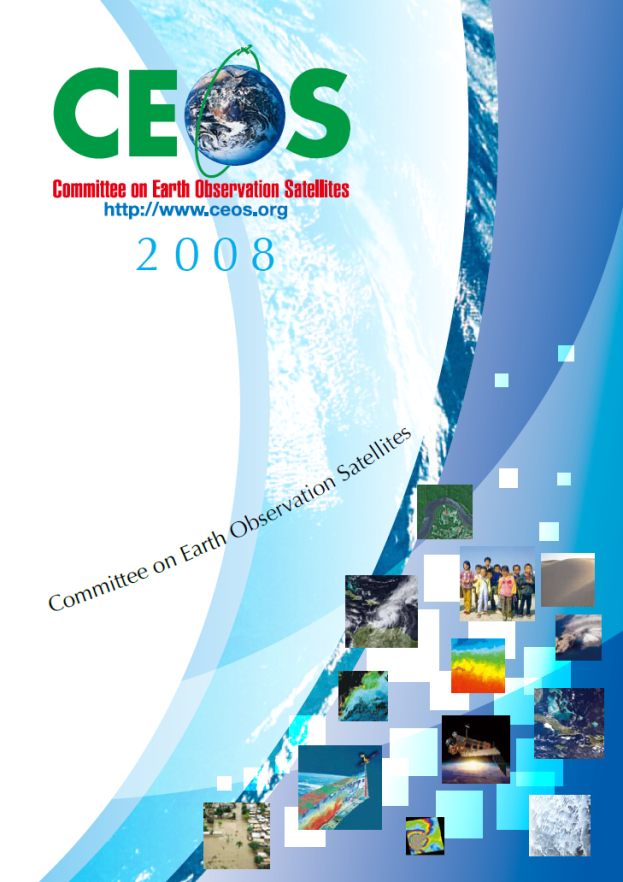 CEOS
Committee on Earth Observation Satellites
http://www.ceos.org
2008
Committee on Earth Observation Satellites